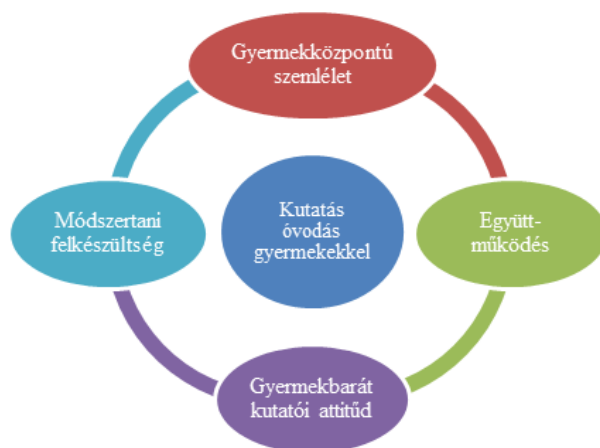 Gyermekközpontú
szemlélet
Módszertani
felkészültség
Kutatás
óvodás
gyermekekkel
Együtt-
működés
Gyermekbarát
kutatói attitűd